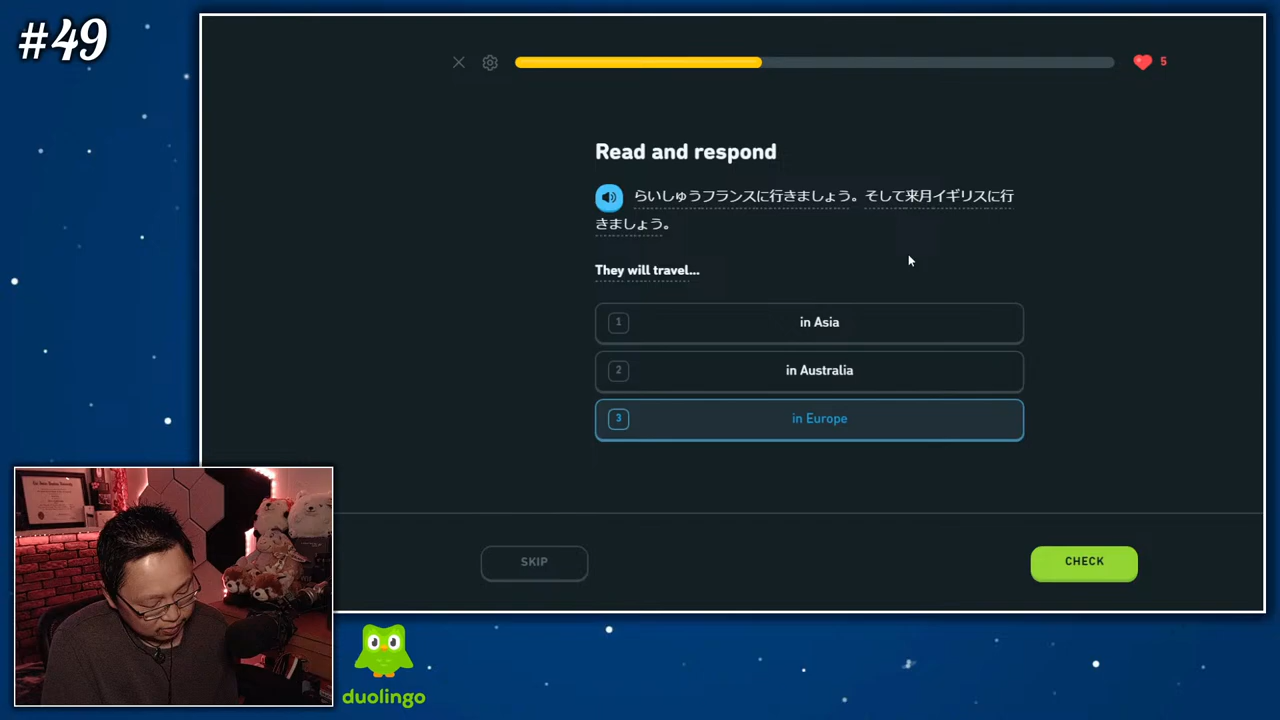 #49
5
Read and respond
らいしゅうフランスに行きましょう。そして来月イギリスに行
きましょう。
They will travel...
1 in Asia
2 in Australia
3 in Europe
SKIP
CHECK
duolingo